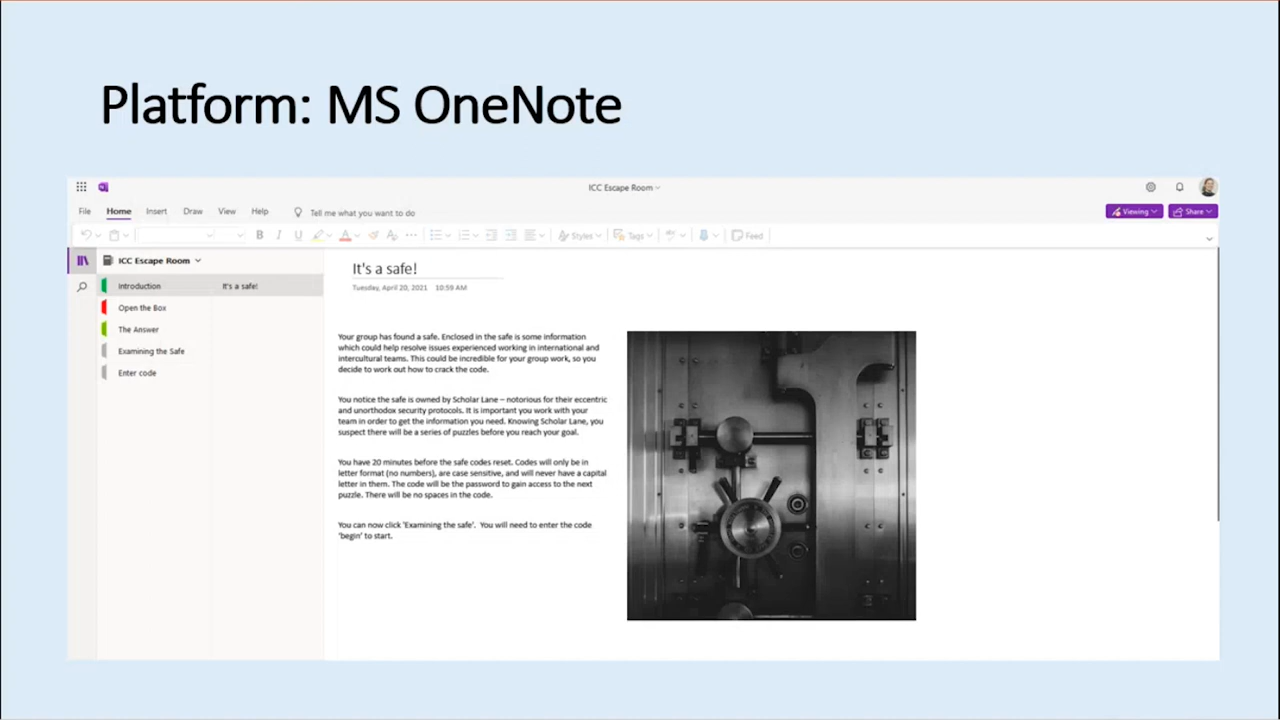 Platform: MS OneNote
ICC Escape Room
File Home Insert Draw View Help Tell me what you want to do
Viewing Share
B I U A Styles Tags Feed
ICC Escape Room
Introduction
Open the Box
The Answer
Examining the Safe
Enter code
It's a safe!
It's a safe!
Tuesday, April 20, 2021 10:59 AM
Your group has found a safe. Enclosed in the safe is some information
which could help resolve issues experienced working in international and
intercultural teams. This could be incredible for your group work, so you
decide to work out how to crack the code.
You notice the safe is owned by Scholar Lane – notorious for their eccentric
and unorthodox security protocols. It is important you work with your
team in order to get the information you need. Knowing Scholar Lane, you
suspect there will be a series of puzzles before you reach your goal.
You have 20 minutes before the safe codes reset. Codes will only be in
letter format (no numbers), are case sensitive, and will never have a capital
letter in them. The code will be the password to gain access to the next
puzzle. There will be no spaces in the code.
You can now click 'Examining the safe'. You will need to enter the code
'begin' to start.